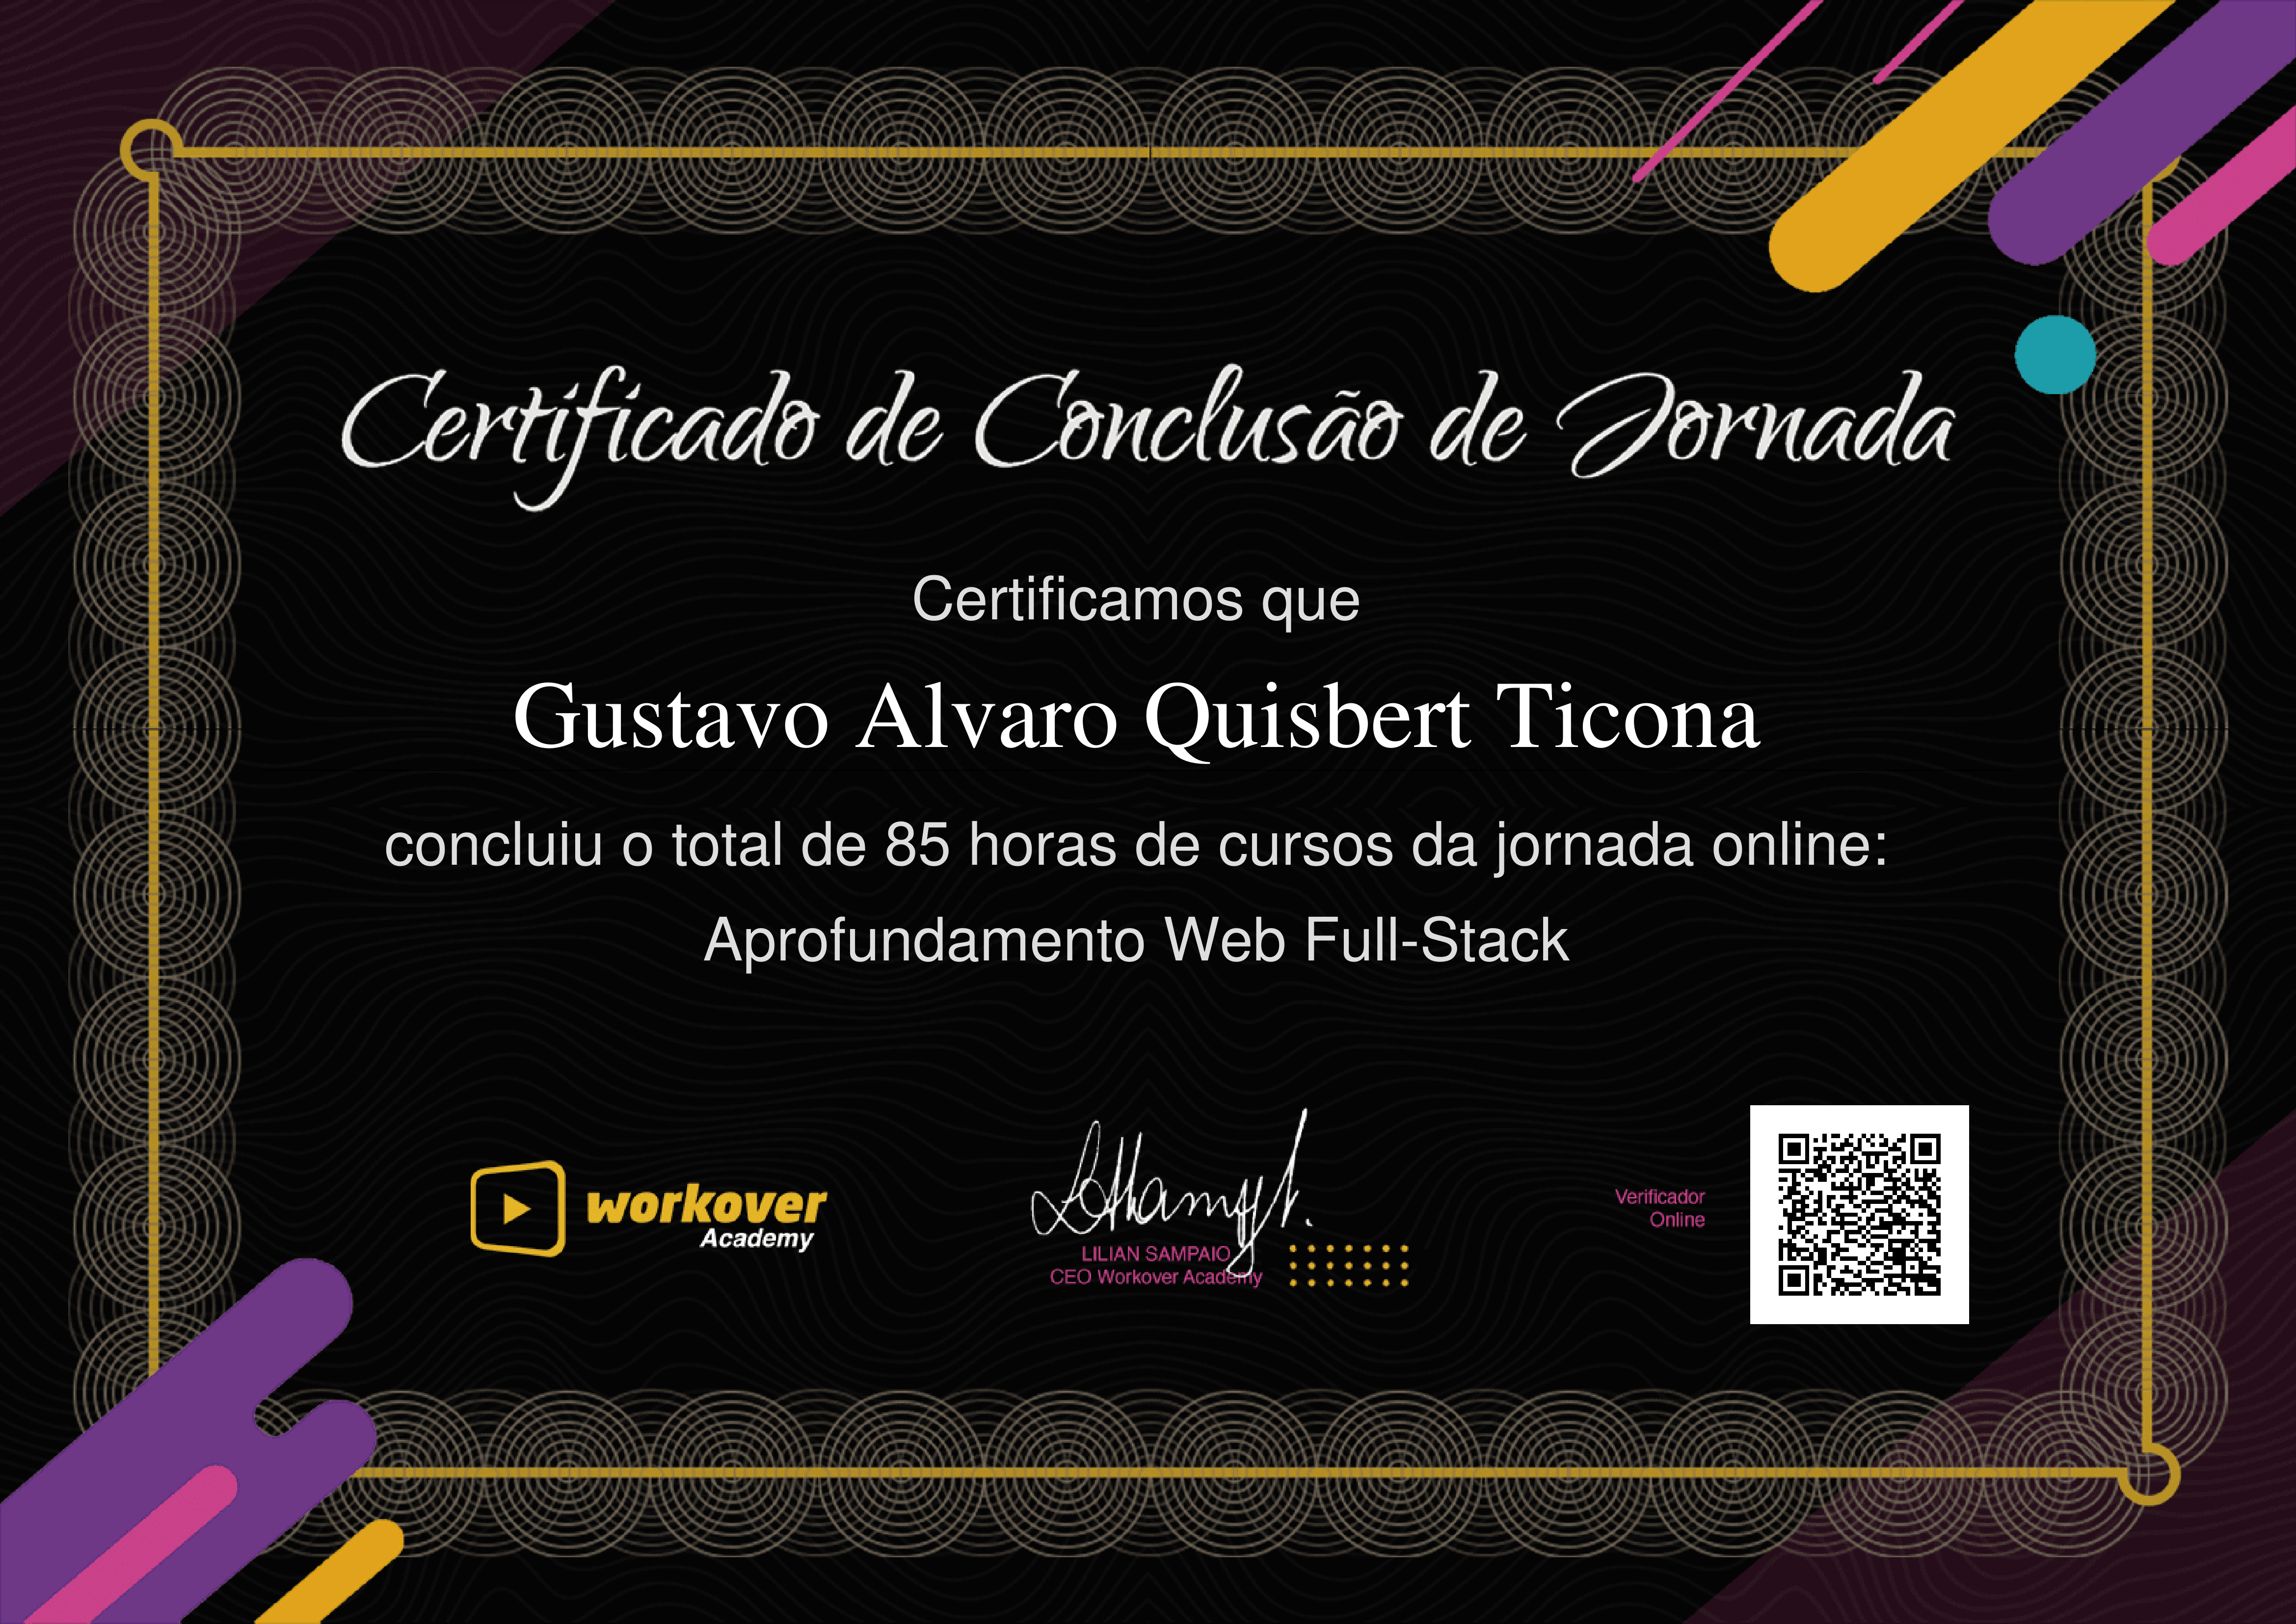 Certificado de Conclusão de Jornada
Certificamos que
Gustavo Alvaro Quisbert Ticona
concluiu o total de 85 horas de cursos da jornada online:
Aprofundamento Web Full-Stack
workover
Academy
LILIAN SAMPAIO
CEO Workover Academy
Verificador
Online